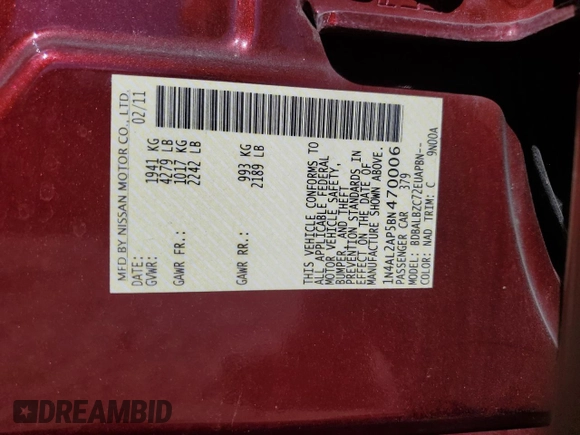 MFD BY NISSAN MOTOR CO., LTD.
DATE: 02/11
GVWR: 1941 KG
4279 LB
GAWR FR: 1017 KG
2242 LB
GAWR RR: 993 KG
2189 LB
THIS VEHICLE CONFORMS TO
ALL APPLICABLE FEDERAL
MOTOR VEHICLE SAFETY,
BUMPER, AND THEFT
PREVENTION STANDARDS IN
EFFECT ON THE DATE OF
MANUFACTURE SHOWN ABOVE.
1N4AL2AP5BN470006
PASSENGER CAR 379
MODEL: BDBALBZC72EUAPBN--
COLOR: NAD TRIM: C 9N00A
DREAMBID